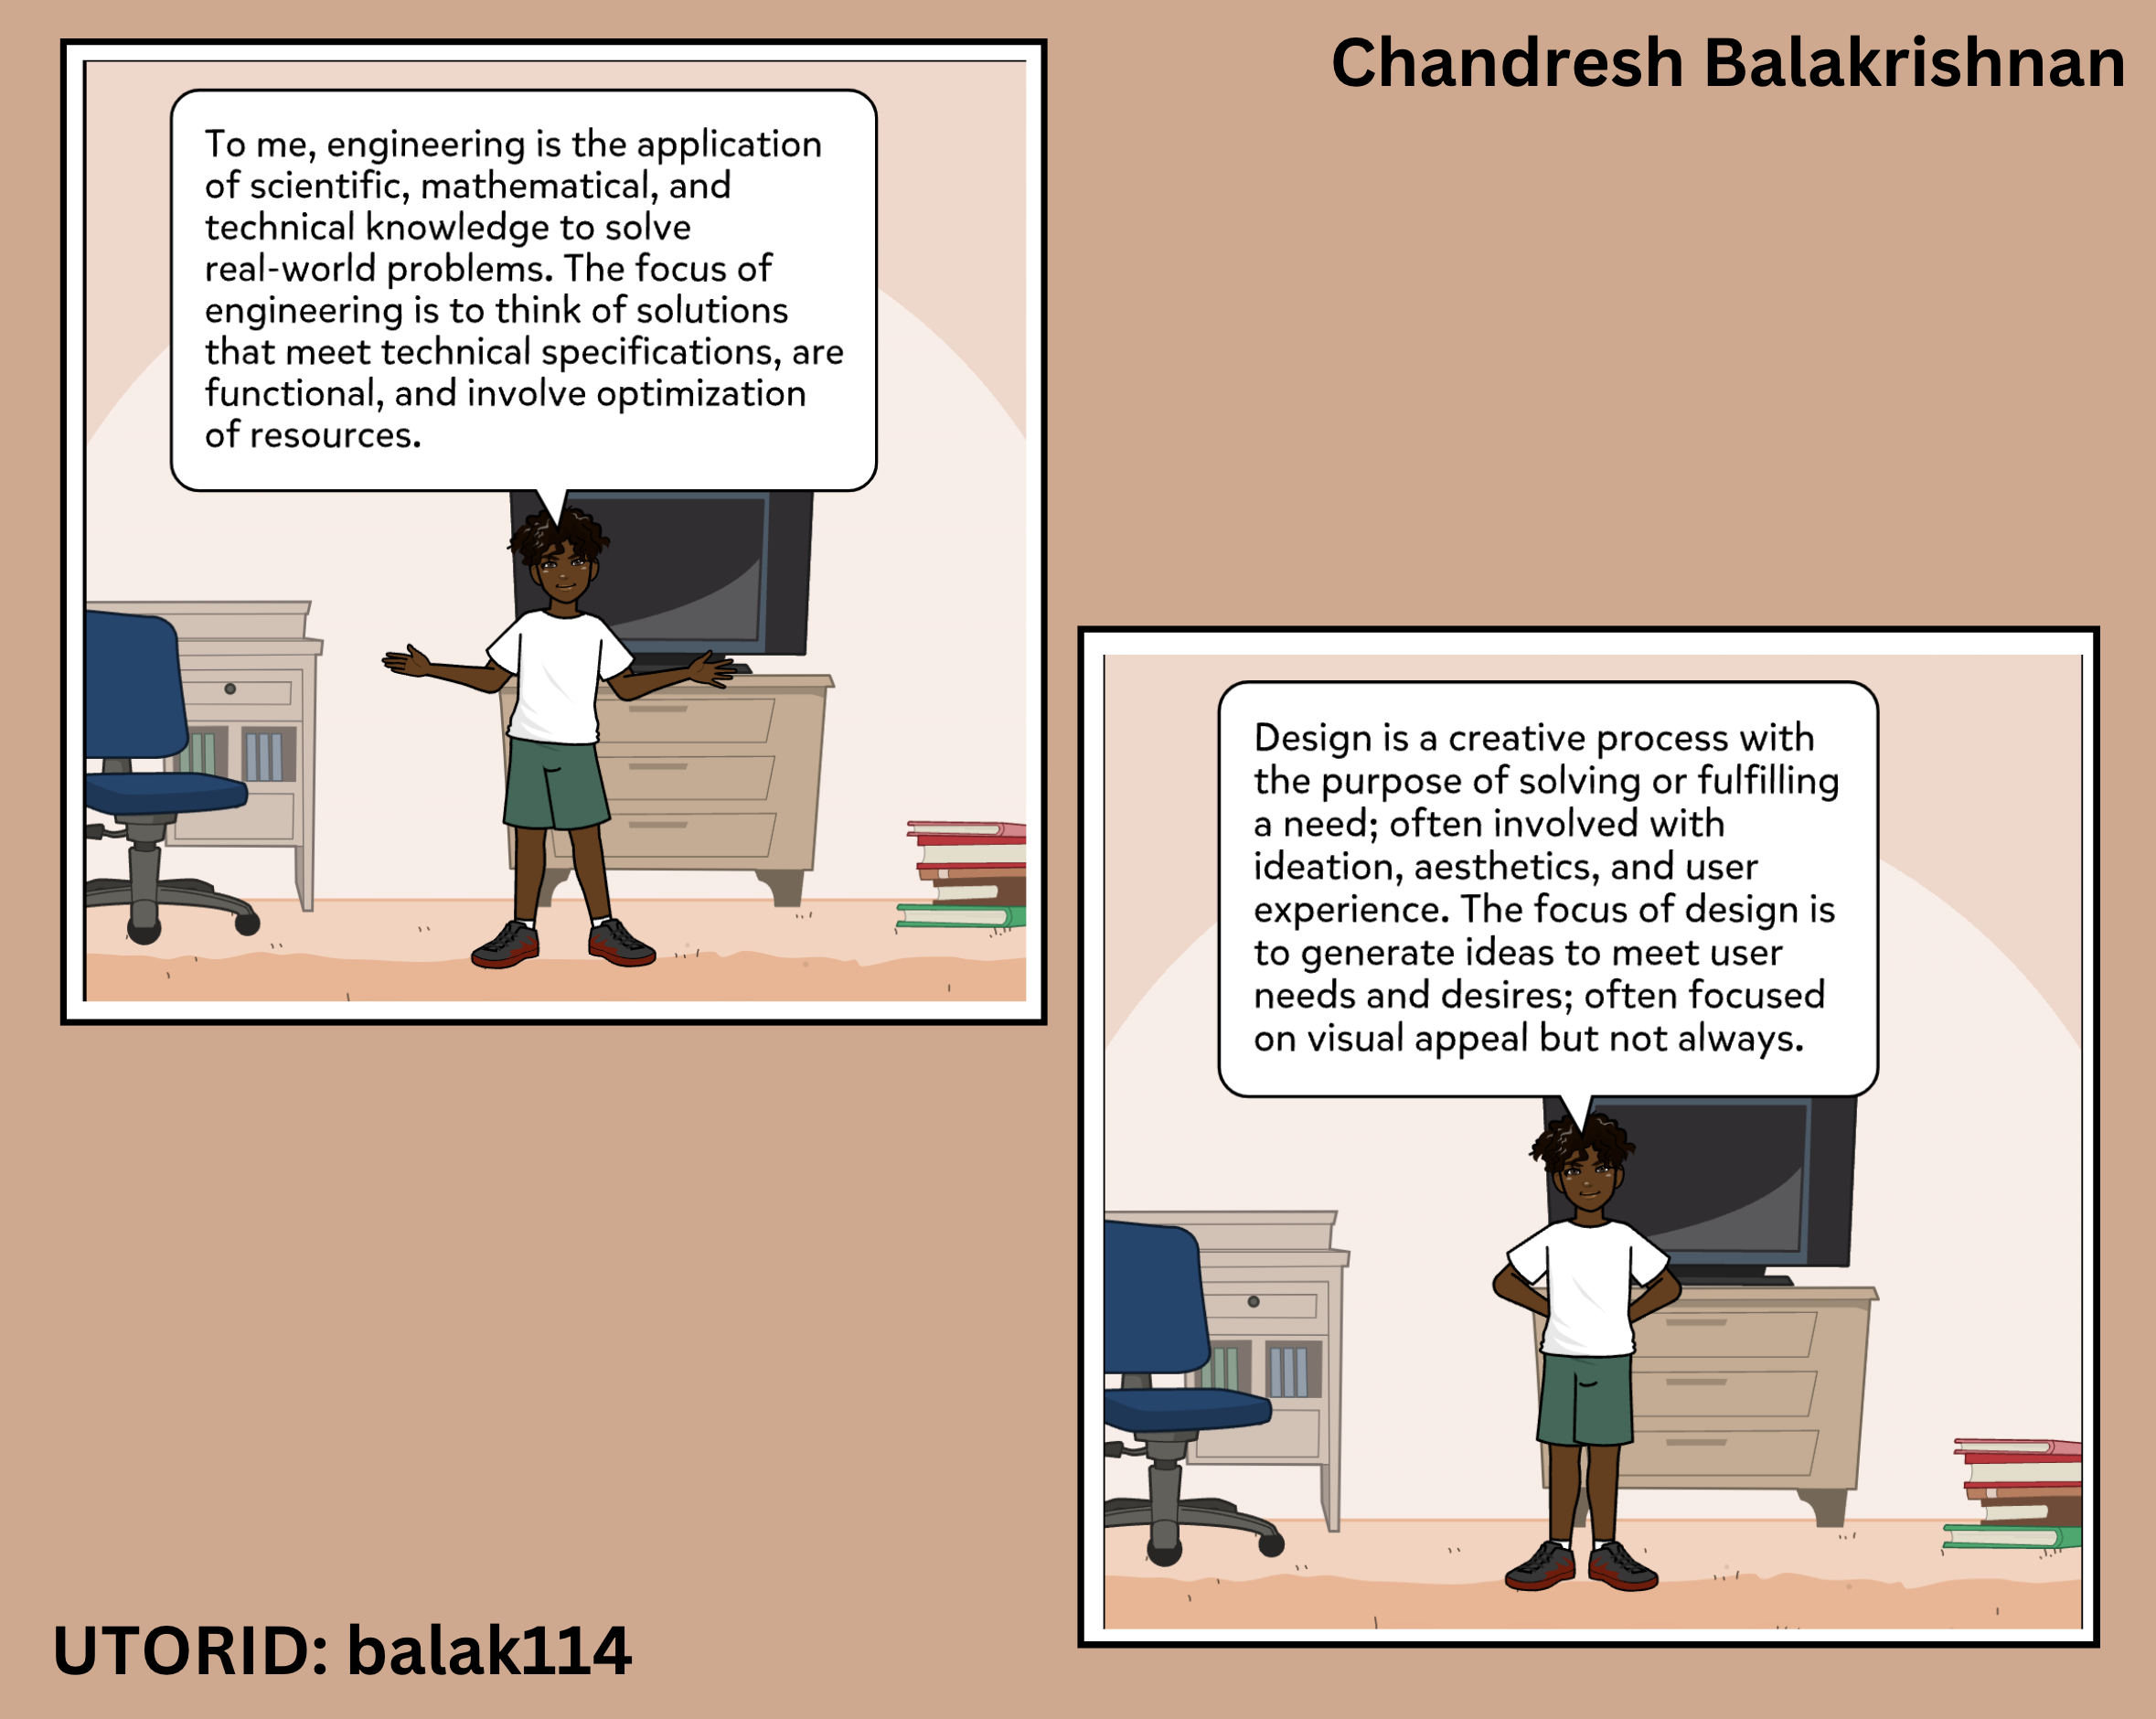 Chandresh Balakrishnan
To me, engineering is the application
of scientific, mathematical, and
technical knowledge to solve
real-world problems. The focus of
engineering is to think of solutions
that meet technical specifications, are
functional, and involve optimization
of resources.
Design is a creative process with
the purpose of solving or fulfilling
a need; often involved with
ideation, aesthetics, and user
experience. The focus of design is
to generate ideas to meet user
needs and desires; often focused
on visual appeal but not always.
UTORID: balak114